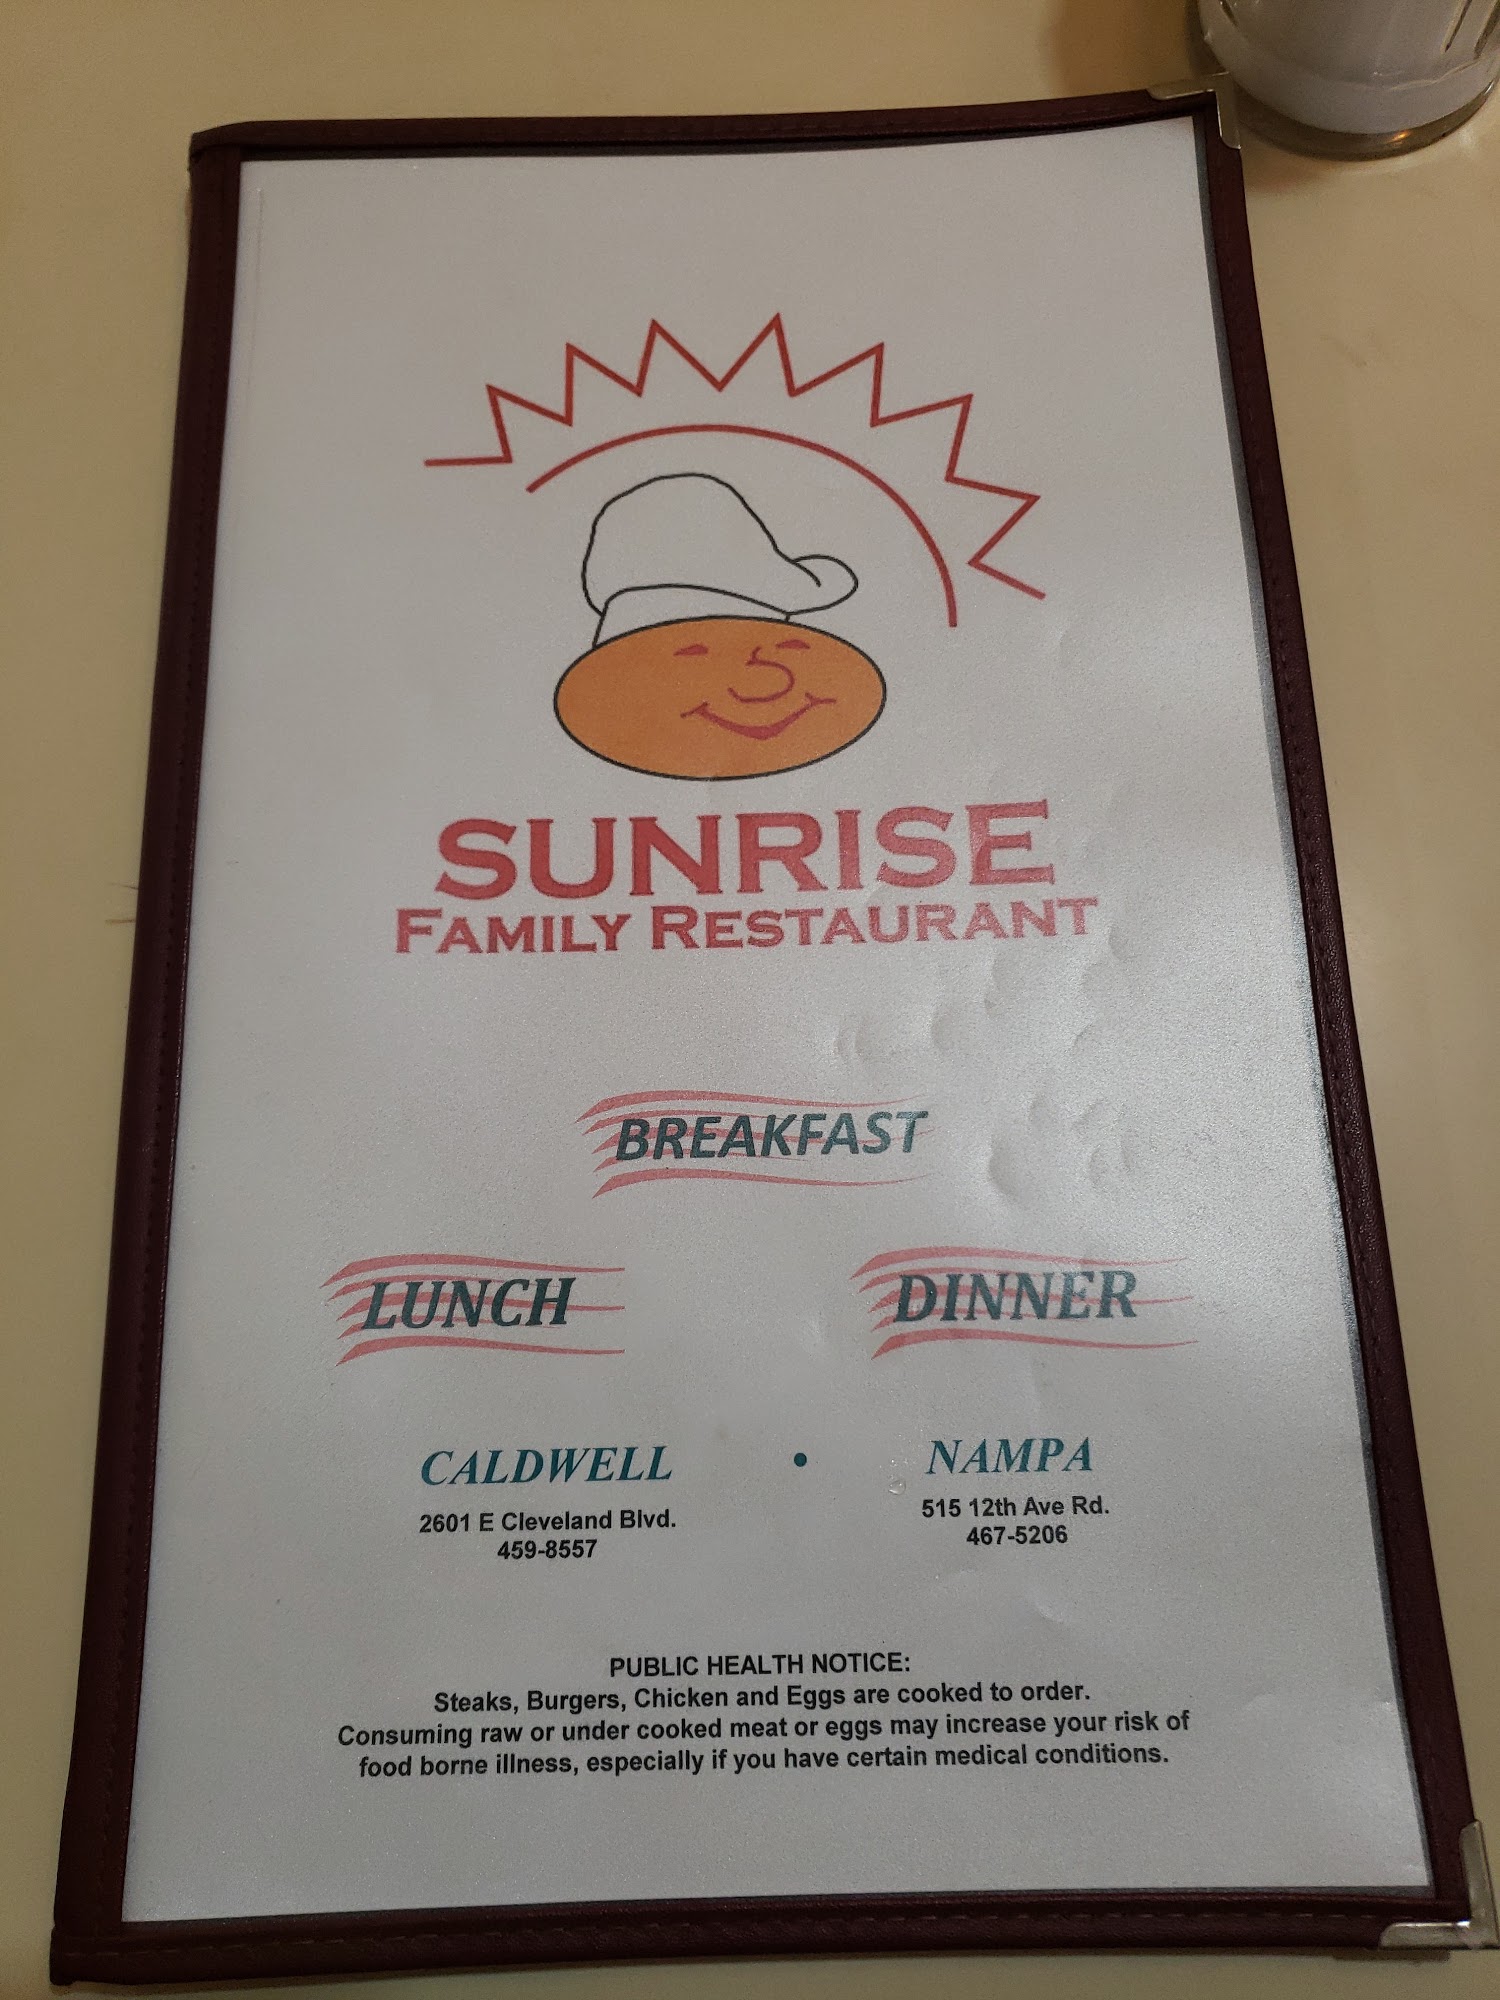 SUNRISE
FAMILY RESTAURANT
BREAKFAST
LUNCH DINNER
CALDWELL • NAMPA
2601 E Cleveland Blvd. 515 12th Ave Rd.
459-8557 467-5206
PUBLIC HEALTH NOTICE:
Steaks, Burgers, Chicken and Eggs are cooked to order.
Consuming raw or under cooked meat or eggs may increase your risk of
food borne illness, especially if you have certain medical conditions.